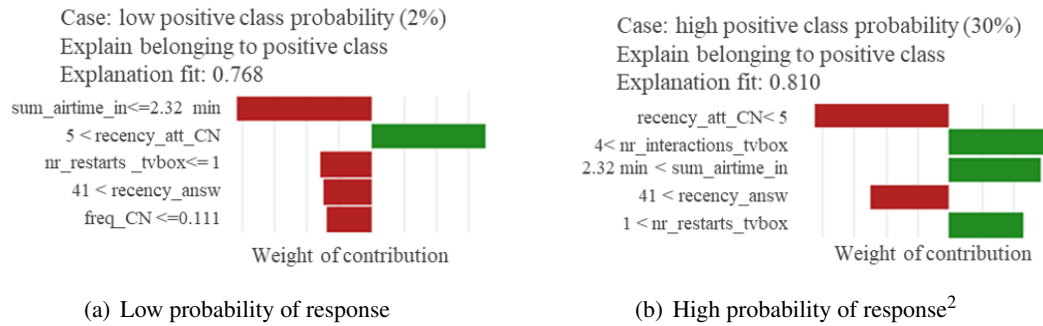 Case: low positive class probability (2%)
Explain belonging to positive class
Explanation fit: 0.768
sum_airtime_in<=2.32 min
5 < recency_att_CN
nr_restarts _tvbox<= 1
41 < recency_answ
freq_CN <=0.111
Weight of contribution
(a) Low probability of response
Case: high positive class probability (30%)
Explain belonging to positive class
Explanation fit: 0.810
recency_att_CN< 5
4< nr_interactions_tvbox
2.32 min < sum_airtime_in
41 < recency_answ
1 < nr_restarts_tvbox
Weight of contribution
(b) High probability of response²